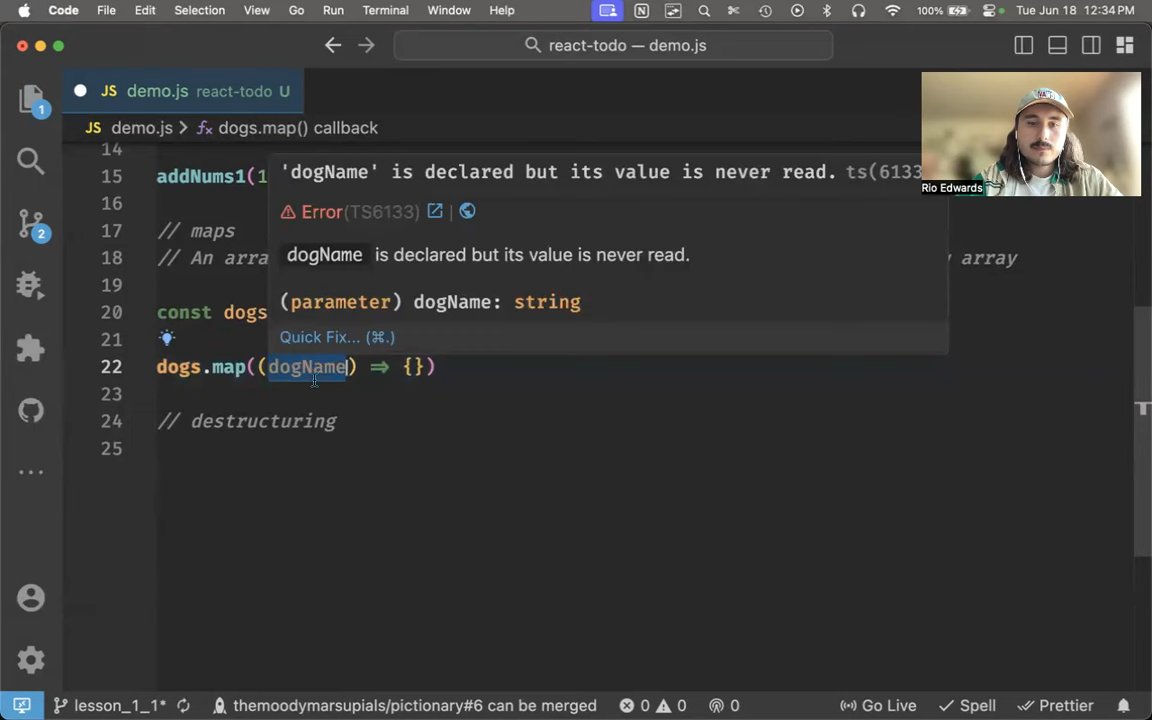 Code File Edit Selection View Go Run Terminal Window Help 100% Tue Jun 18 12:34 PM
react-todo — demo.js
JS demo.js react-todo U
JS demo.js > dogs.map() callback
Rio Edwards
1
2
14
15 addNums1(1
16
17 // maps
18 // An arra
array
19
20 const dogs
21
22 dogs.map((dogName) => {})
23
24 // destructuring
25
'dogName' is declared but its value is never read. ts(6133
Error(TS6133) |
dogName is declared but its value is never read.
(parameter) dogName: string
Quick Fix... (⌘.)
lesson_1_1* themoodymarsupials/pictionary#6 can be merged 0 0 0 Go Live Spell Prettier